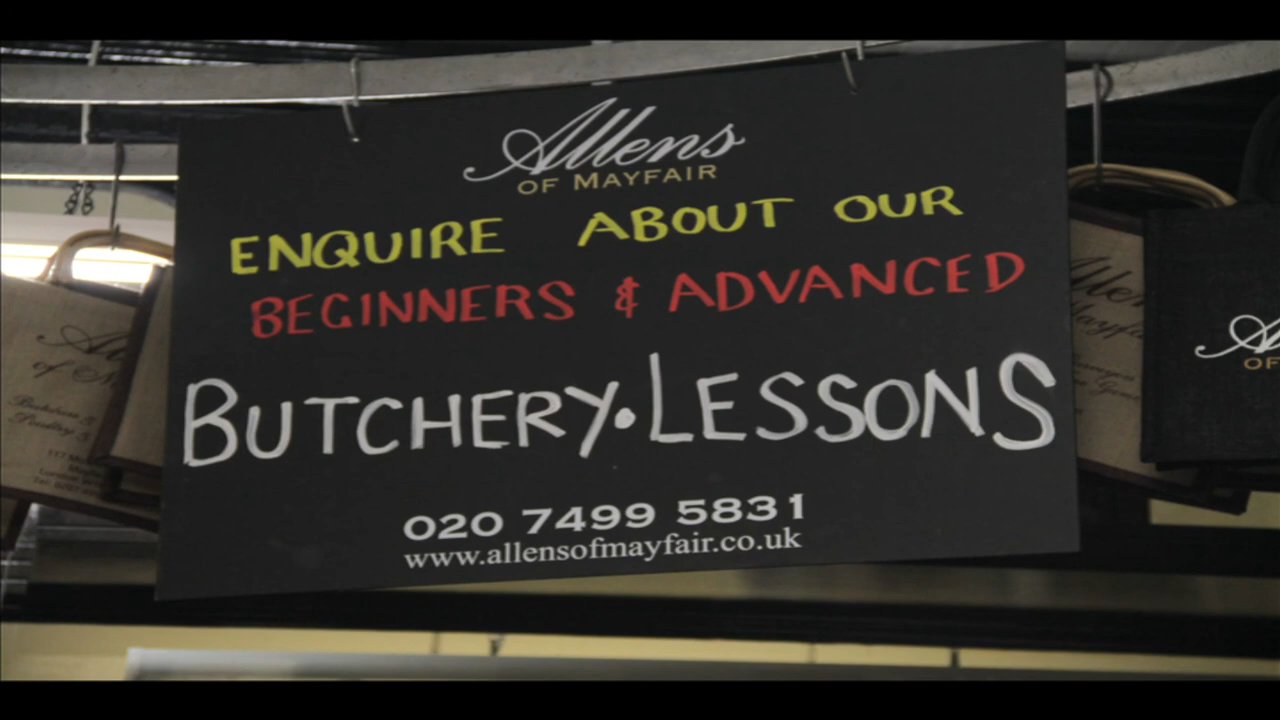 Allens
OF MAYFAIR
ENQUIRE ABOUT OUR
BEGINNERS & ADVANCED
BUTCHERY • LESSONS
020 7499 5831
www.allensofmayfair.co.uk